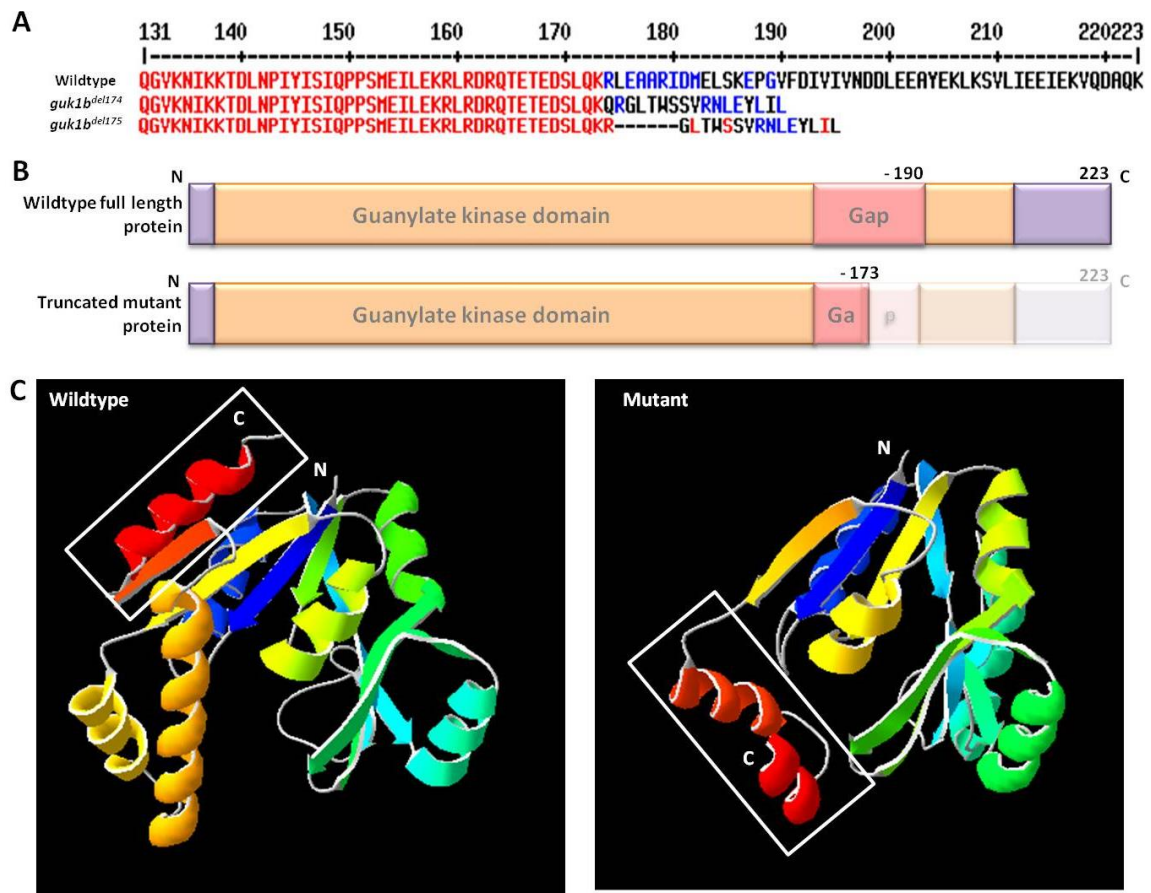 A
131 140 150 160 170 180 190 200 210 220223
Wildtype QGVKNIKKTDLNPIYISIQPPSMEILEKRLRDRQTETEDSLQKRLEAARIDMELSKEPGVFDIVIVNDDLEEAYEKLKSVLIEEIEKVQDAQK
guk1b^del174 QGVKNIKKTDLNPIYISIQPPSMEILEKRLRDRQTETEDSLQKQRGLTWSSVRNLEYLIL
guk1b^del175 QGVKNIKKTDLNPIYISIQPPSMEILEKRLRDRQTETEDSLQKR------GLTWSSVRNLEYLIL
B
N - 190 223 C
Wildtype full length
protein
Guanylate kinase domain Gap
N - 173 223 C
Truncated mutant
protein
Guanylate kinase domain Ga p
C
Wildtype
C
N
Mutant
N
C